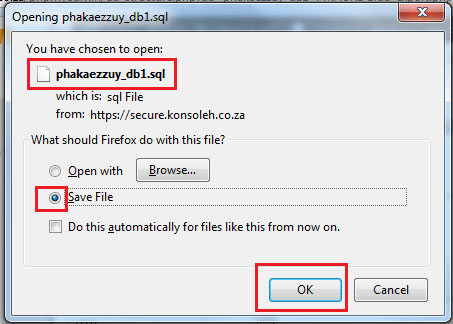 Opening phakaezzuy_db1.sql
You have chosen to open:
phakaezzuy_db1.sql
which is: sql File
from: https://secure.konsoleh.co.za
What should Firefox do with this file?
Open with Browse...
Save File
Do this automatically for files like this from now on.
OK Cancel